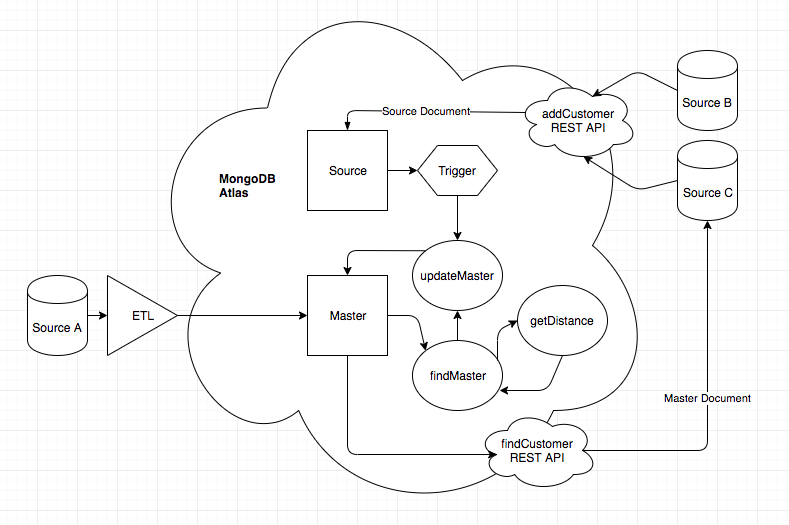 Source B
addCustomer
REST API
Source Document
Source
Trigger
MongoDB
Atlas
Source C
updateMaster
Source A
ETL
Master
getDistance
findMaster
Master Document
findCustomer
REST API